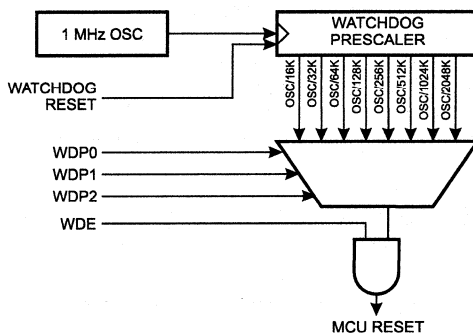 1 MHz OSC
WATCHDOG
PRESCALER
WATCHDOG
RESET
OSC/16K
OSC/32K
OSC/64K
OSC/128K
OSC/256K
OSC/512K
OSC/1024K
OSC/2048K
WDP0
WDP1
WDP2
WDE
MCU RESET